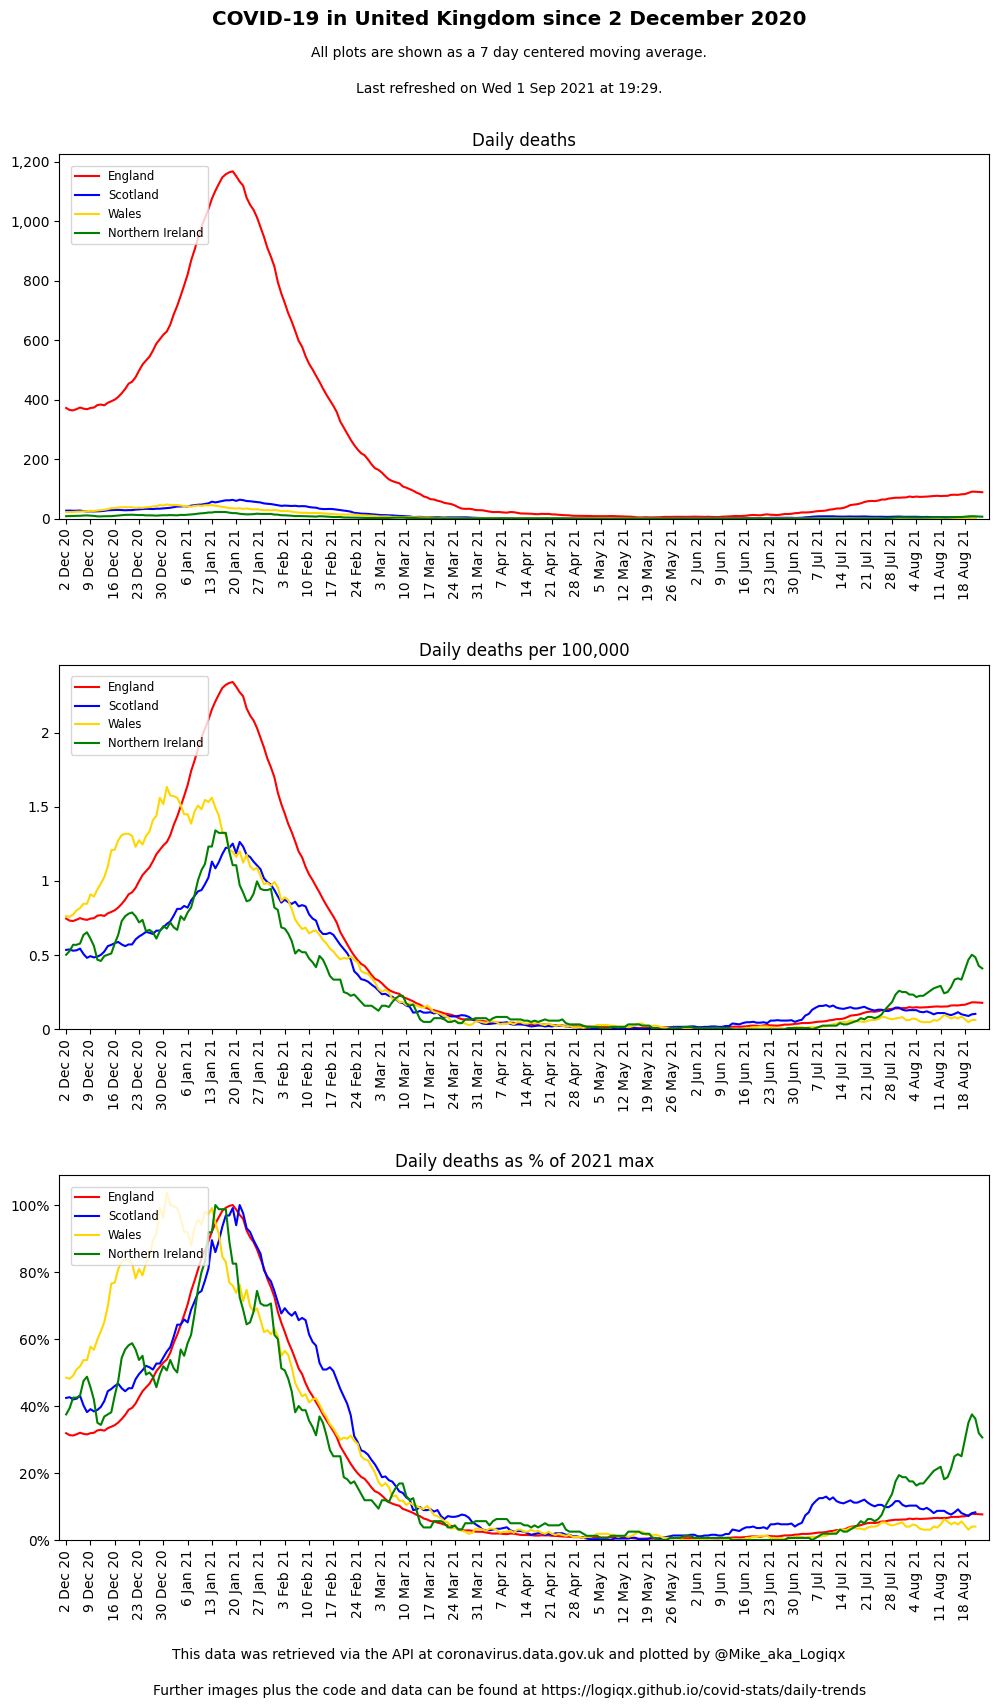 COVID-19 in United Kingdom since 2 December 2020
All plots are shown as a 7 day centered moving average.
Last refreshed on Wed 1 Sep 2021 at 19:29.
Daily deaths
1,200
1,000
800
600
400
200
0
England
Scotland
Wales
Northern Ireland
2 Dec 20
9 Dec 20
16 Dec 20
23 Dec 20
30 Dec 20
6 Jan 21
13 Jan 21
20 Jan 21
27 Jan 21
3 Feb 21
10 Feb 21
17 Feb 21
24 Feb 21
3 Mar 21
10 Mar 21
17 Mar 21
24 Mar 21
31 Mar 21
7 Apr 21
14 Apr 21
21 Apr 21
28 Apr 21
5 May 21
12 May 21
19 May 21
26 May 21
2 Jun 21
9 Jun 21
16 Jun 21
23 Jun 21
30 Jun 21
7 Jul 21
14 Jul 21
21 Jul 21
28 Jul 21
4 Aug 21
11 Aug 21
18 Aug 21
Daily deaths per 100,000
2
1.5
1
0.5
0
England
Scotland
Wales
Northern Ireland
2 Dec 20
9 Dec 20
16 Dec 20
23 Dec 20
30 Dec 20
6 Jan 21
13 Jan 21
20 Jan 21
27 Jan 21
3 Feb 21
10 Feb 21
17 Feb 21
24 Feb 21
3 Mar 21
10 Mar 21
17 Mar 21
24 Mar 21
31 Mar 21
7 Apr 21
14 Apr 21
21 Apr 21
28 Apr 21
5 May 21
12 May 21
19 May 21
26 May 21
2 Jun 21
9 Jun 21
16 Jun 21
23 Jun 21
30 Jun 21
7 Jul 21
14 Jul 21
21 Jul 21
28 Jul 21
4 Aug 21
11 Aug 21
18 Aug 21
Daily deaths as % of 2021 max
100%
80%
60%
40%
20%
0%
England
Scotland
Wales
Northern Ireland
2 Dec 20
9 Dec 20
16 Dec 20
23 Dec 20
30 Dec 20
6 Jan 21
13 Jan 21
20 Jan 21
27 Jan 21
3 Feb 21
10 Feb 21
17 Feb 21
24 Feb 21
3 Mar 21
10 Mar 21
17 Mar 21
24 Mar 21
31 Mar 21
7 Apr 21
14 Apr 21
21 Apr 21
28 Apr 21
5 May 21
12 May 21
19 May 21
26 May 21
2 Jun 21
9 Jun 21
16 Jun 21
23 Jun 21
30 Jun 21
7 Jul 21
14 Jul 21
21 Jul 21
28 Jul 21
4 Aug 21
11 Aug 21
18 Aug 21
This data was retrieved via the API at coronavirus.data.gov.uk and plotted by @Mike_aka_Logiqx
Further images plus the code and data can be found at https://logiqx.github.io/covid-stats/daily-trends